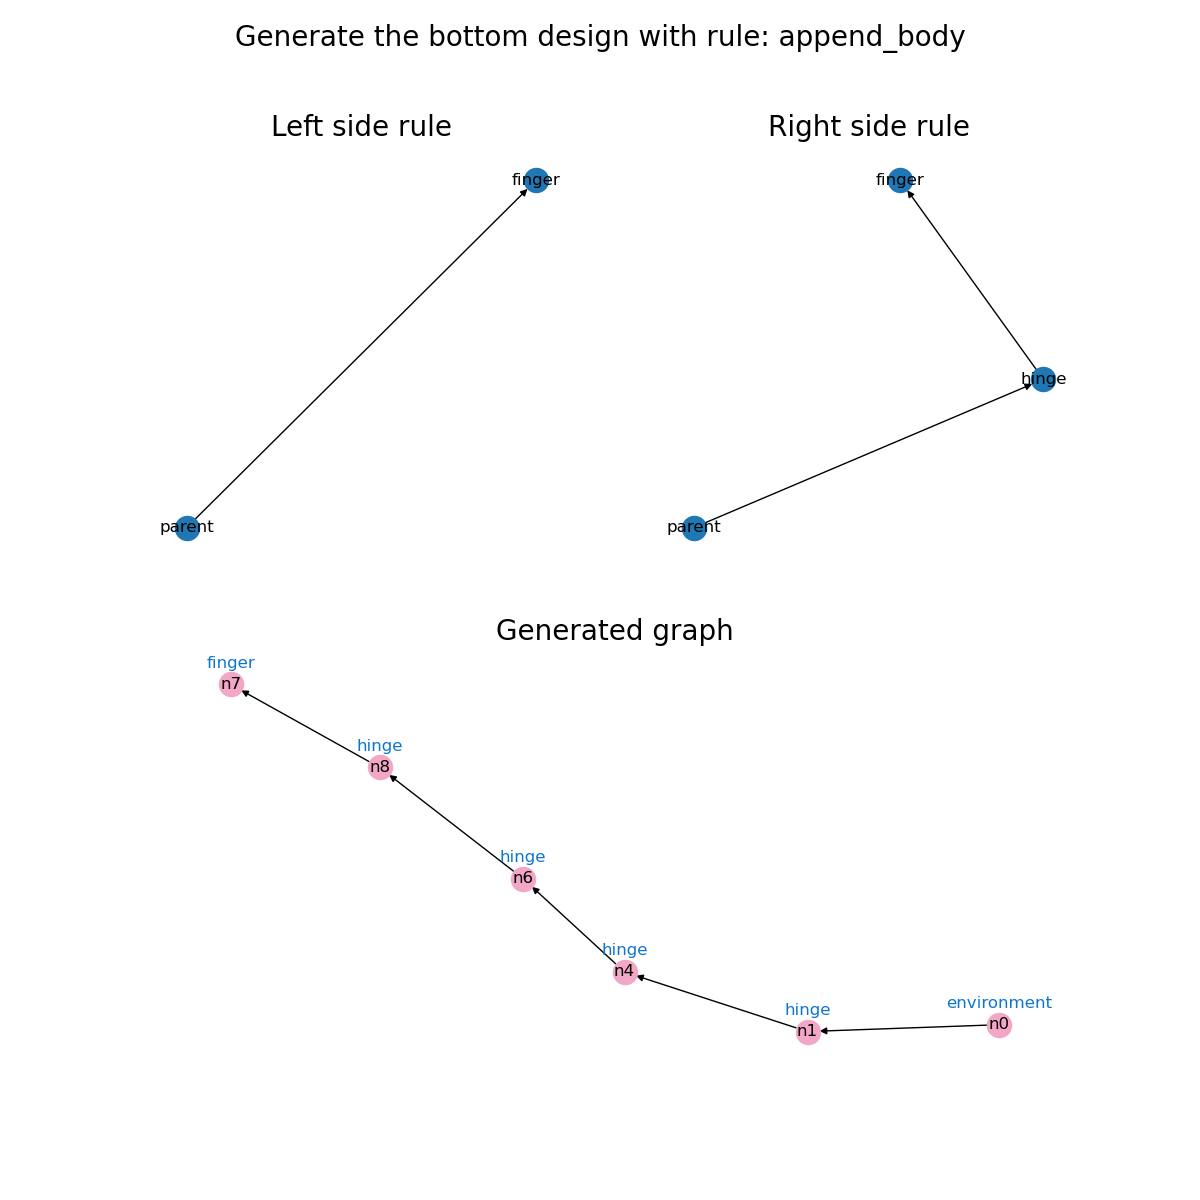 Generate the bottom design with rule: append_body
Left side rule
Right side rule
finger
finger
hinge
parent
parent
Generated graph
finger
n7
hinge
n8
hinge
n6
hinge
n4
environment
hinge
n0
n1